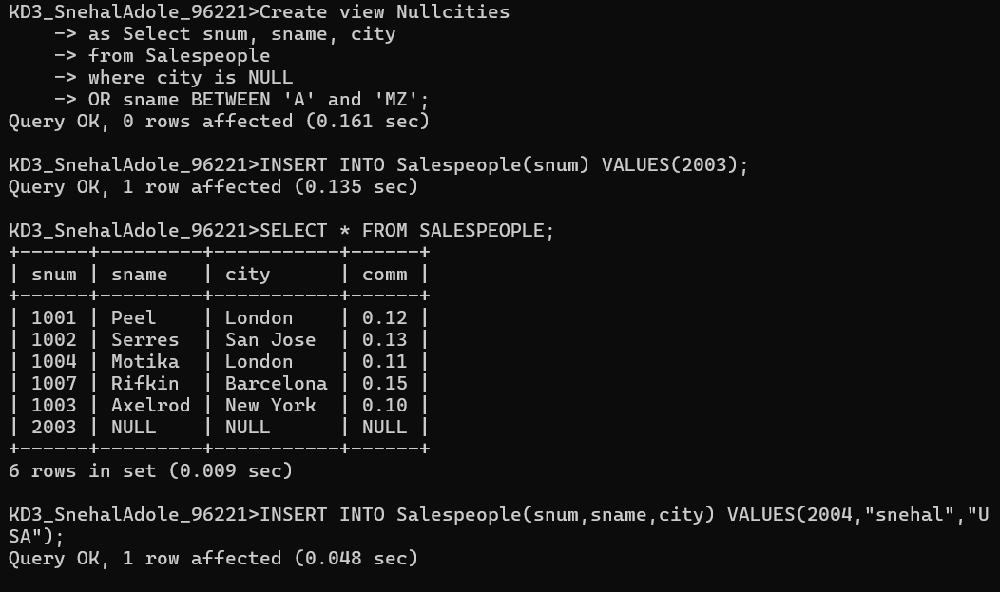 KD3_SnehalAdole_96221>Create view Nullcities
    -> as Select snum, sname, city
    -> from Salespeople
    -> where city is NULL
    -> OR sname BETWEEN 'A' and 'MZ';
Query OK, 0 rows affected (0.161 sec)

KD3_SnehalAdole_96221>INSERT INTO Salespeople(snum) VALUES(2003);
Query OK, 1 row affected (0.135 sec)

KD3_SnehalAdole_96221>SELECT * FROM SALESPEOPLE;
+------+---------+-----------+------+
| snum | sname   | city      | comm |
+------+---------+-----------+------+
| 1001 | Peel    | London    | 0.12 |
| 1002 | Serres  | San Jose  | 0.13 |
| 1004 | Motika  | London    | 0.11 |
| 1007 | Rifkin  | Barcelona | 0.15 |
| 1003 | Axelrod | New York  | 0.10 |
| 2003 | NULL    | NULL      | NULL |
+------+---------+-----------+------+
6 rows in set (0.009 sec)

KD3_SnehalAdole_96221>INSERT INTO Salespeople(snum,sname,city) VALUES(2004,"snehal","U
SA");
Query OK, 1 row affected (0.048 sec)